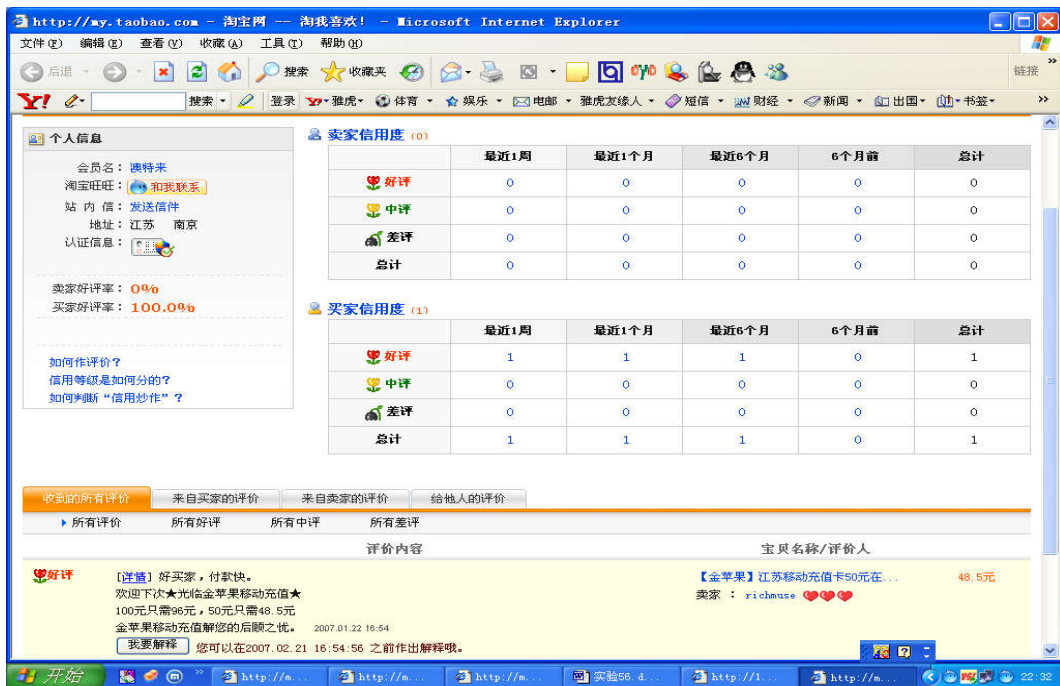 http://my.taobao.com - 淘宝网 -- 淘我喜欢! - Microsoft Internet Explorer
文件(F) 编辑(E) 查看(V) 收藏(A) 工具(T) 帮助(H)
后退 搜索 收藏夹 链接
Y! 搜索 登录 雅虎 体育 娱乐 电邮 雅虎友缘人 短信 财经 新闻 出国 书签
个人信息
会员名: 澳特来
淘宝旺旺: 和我联系
站 内 信: 发送信件
地址: 江苏 南京
认证信息:
卖家好评率: 0%
买家好评率: 100.0%
如何作评价?
信用等级是如何分的?
如何判断“信用炒作”?
卖家信用度 (0)
最近1周 最近1个月 最近6个月 6个月前 总计
好评 0 0 0 0 0
中评 0 0 0 0 0
差评 0 0 0 0 0
总计 0 0 0 0 0
买家信用度 (1)
最近1周 最近1个月 最近6个月 6个月前 总计
好评 1 1 1 0 1
中评 0 0 0 0 0
差评 0 0 0 0 0
总计 1 1 1 0 1
收到的所有评价 来自买家的评价 来自卖家的评价 给他人的评价
所有评价 所有好评 所有中评 所有差评
评价内容 宝贝名称/评价人
好评 [详情] 好买家，付款快。 【金苹果】江苏移动充值卡50元在... 48.5元
欢迎下次★光临金苹果移动充值★ 卖家 : richmuse
100元只需96元，50元只需48.5元
金苹果移动充值解您的后顾之忧。 2007.01.22 16:54
我要解释 您可以在2007.02.21 16:54:56 之前作出解释哦。
开始 http://m... http://m... http://m... 实验56.d... http://l... http://m... 22:32